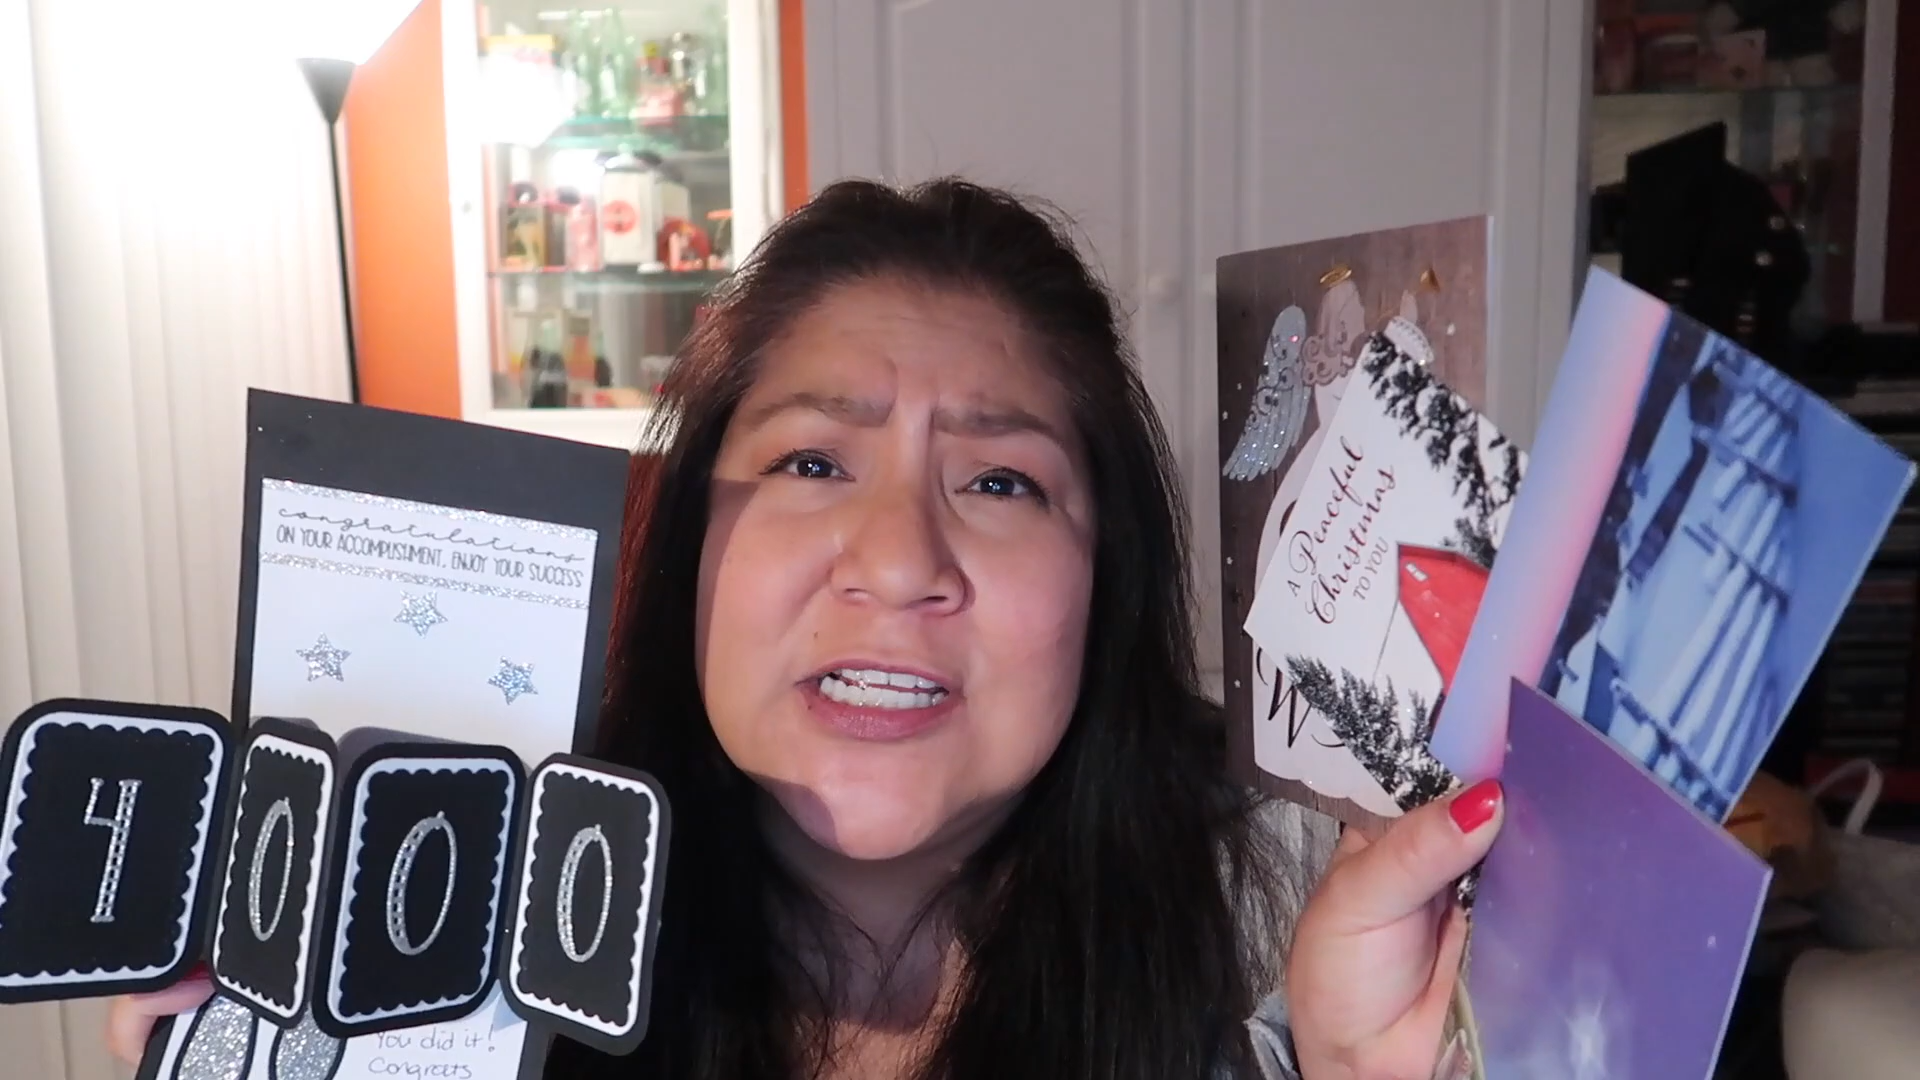 congratulations
ON YOUR ACCOMPLISHMENT, ENJOY YOUR SUCCESS
4000
You did it!
Congrats
A Peaceful
Christmas
TO YOU